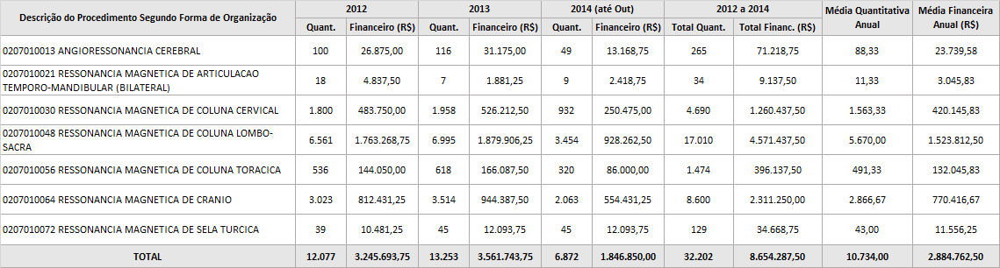 Descrição do Procedimento Segundo Forma de Organização 2012 2013 2014 (até Out) 2012 a 2014 Média Quantitativa Anual Média Financeira Anual (R$)
Quant. Financeiro (R$) Quant. Financeiro (R$) Quant. Financeiro (R$) Total Quant. Total Financ. (R$)
0207010013 ANGIORESSONANCIA CEREBRAL 100 26.875,00 116 31.175,00 49 13.168,75 265 71.218,75 88,33 23.739,58
0207010021 RESSONANCIA MAGNETICA DE ARTICULACAO
TEMPORO-MANDIBULAR (BILATERAL) 18 4.837,50 7 1.881,25 9 2.418,75 34 9.137,50 11,33 3.045,83
0207010030 RESSONANCIA MAGNETICA DE COLUNA CERVICAL 1.800 483.750,00 1.958 526.212,50 932 250.475,00 4.690 1.260.437,50 1.563,33 420.145,83
0207010048 RESSONANCIA MAGNETICA DE COLUNA LOMBO-
SACRA 6.561 1.763.268,75 6.995 1.879.906,25 3.454 928.262,50 17.010 4.571.437,50 5.670,00 1.523.812,50
0207010056 RESSONANCIA MAGNETICA DE COLUNA TORACICA 536 144.050,00 618 166.087,50 320 86.000,00 1.474 396.137,50 491,33 132.045,83
0207010064 RESSONANCIA MAGNETICA DE CRANIO 3.023 812.431,25 3.514 944.387,50 2.063 554.431,25 8.600 2.311.250,00 2.866,67 770.416,67
0207010072 RESSONANCIA MAGNETICA DE SELA TURCICA 39 10.481,25 45 12.093,75 45 12.093,75 129 34.668,75 43,00 11.556,25
TOTAL 12.077 3.245.693,75 13.253 3.561.743,75 6.872 1.846.850,00 32.202 8.654.287,50 10.734,00 2.884.762,50